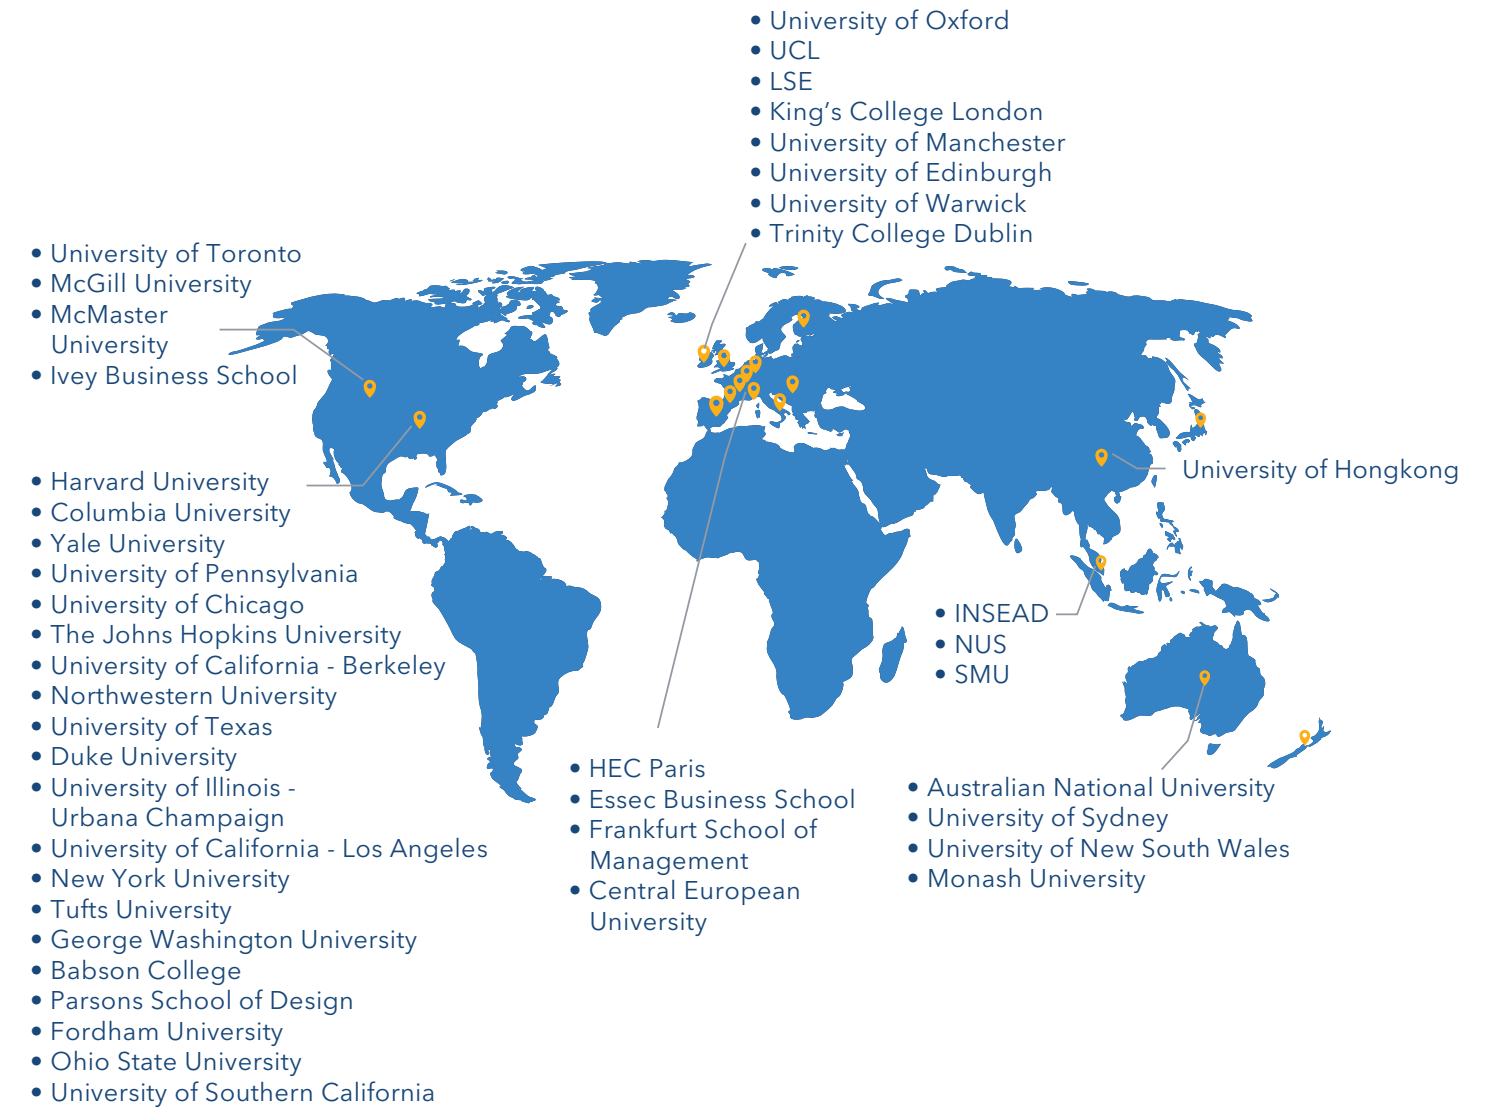 • University of Oxford
• UCL
• LSE
• King’s College London
• University of Manchester
• University of Edinburgh
• University of Warwick
• Trinity College Dublin
• University of Toronto
• McGill University
• McMaster
University
• Ivey Business School
• Harvard University
• Columbia University
• Yale University
• University of Pennsylvania
• University of Chicago
• The Johns Hopkins University
• University of California - Berkeley
• Northwestern University
• University of Texas
• Duke University
• University of Illinois -
Urbana Champaign
• University of California - Los Angeles
• New York University
• Tufts University
• George Washington University
• Babson College
• Parsons School of Design
• Fordham University
• Ohio State University
• University of Southern California
University of Hongkong
• INSEAD
• NUS
• SMU
• HEC Paris
• Essec Business School
• Frankfurt School of
Management
• Central European
University
• Australian National University
• University of Sydney
• University of New South Wales
• Monash University